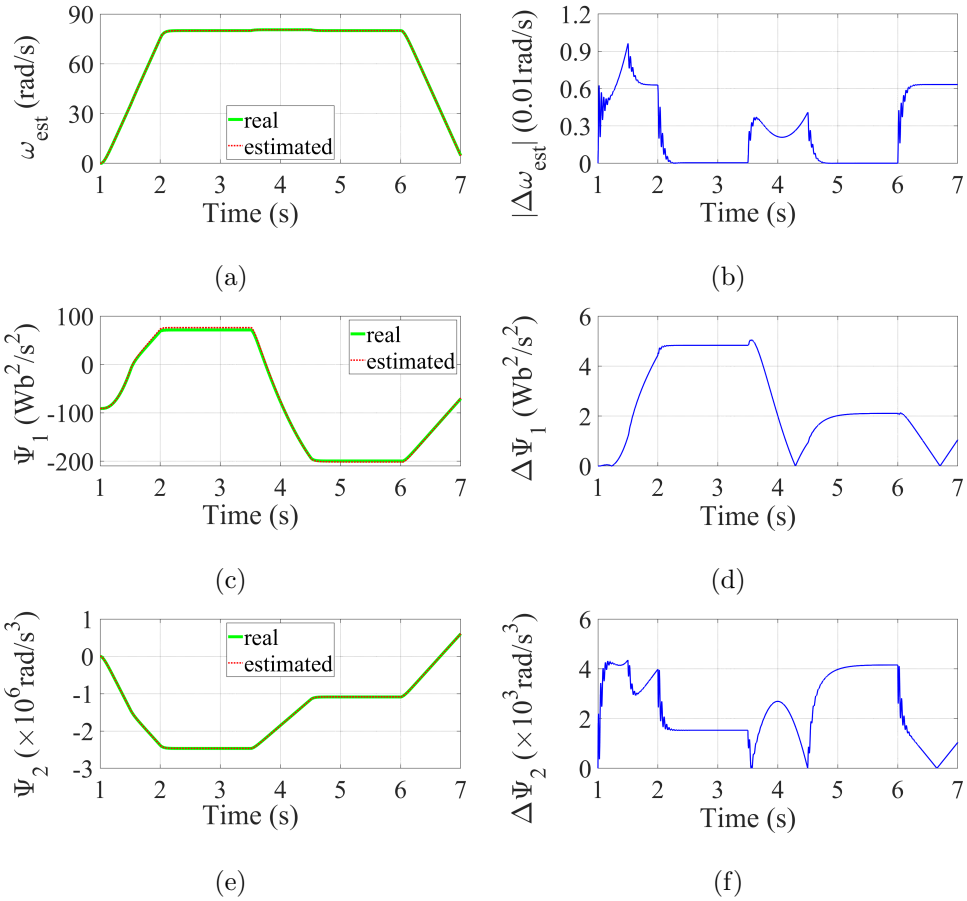 90
60
30
0
ω_est (rad/s)
real
estimated
1 2 3 4 5 6 7
Time (s)
(a)
1.2
0.9
0.6
0.3
0
|Δω_est| (0.01rad/s)
1 2 3 4 5 6 7
Time (s)
(b)
100
0
-100
-200
Ψ_1 (Wb^2/s^2)
real
estimated
1 2 3 4 5 6 7
Time (s)
(c)
6
4
2
0
ΔΨ_1 (Wb^2/s^2)
1 2 3 4 5 6 7
Time (s)
(d)
1
0
-1
-2
-3
Ψ_2 (×10^6rad/s^3)
real
estimated
1 2 3 4 5 6 7
Time (s)
(e)
6
4
2
0
ΔΨ_2 (×10^3rad/s^3)
1 2 3 4 5 6 7
Time (s)
(f)